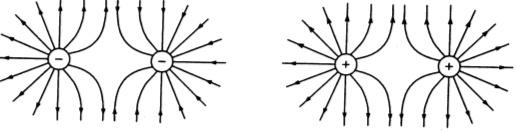 − − + +